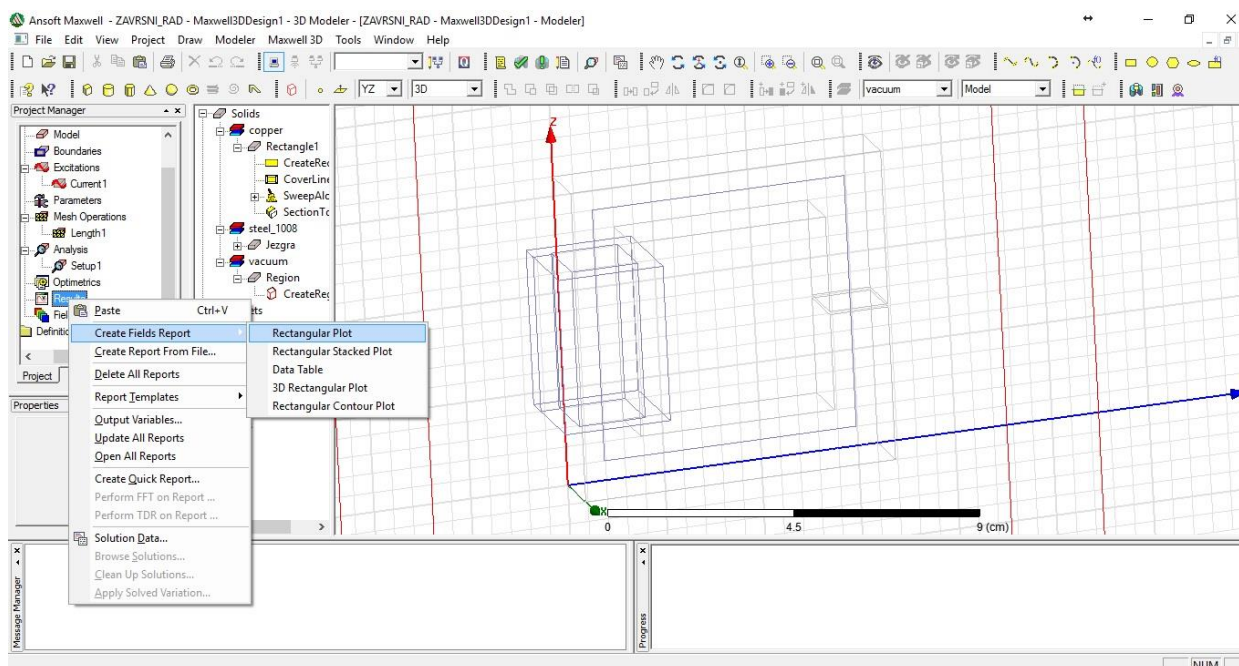 Ansoft Maxwell - ZAVRSNI_RAD - Maxwell3DDesign1 - 3D Modeler - [ZAVRSNI_RAD - Maxwell3DDesign1 - Modeler]
File Edit View Project Draw Modeler Maxwell 3D Tools Window Help
YZ 3D vacuum Model
Project Manager
Model
Boundaries
Excitations
Current1
Parameters
Mesh Operations
Length1
Analysis
Setup1
Optimetrics
Results
Fiel
Definitio
Project
Properties
Solids
copper
Rectangle1
CreateRec
CoverLine
SweepAlc
SectionTo
steel_1008
Jezgra
vacuum
Region
CreateReg
ets
Paste Ctrl+V
Create Fields Report
Create Report From File...
Delete All Reports
Report Templates
Output Variables...
Update All Reports
Open All Reports
Create Quick Report...
Perform FFT on Report ...
Perform TDR on Report ...
Solution Data...
Browse Solutions...
Clean Up Solutions...
Apply Solved Variation...
Rectangular Plot
Rectangular Stacked Plot
Data Table
3D Rectangular Plot
Rectangular Contour Plot
Z
X
0 4.5 9 (cm)
Message Manager
Progress
NUM